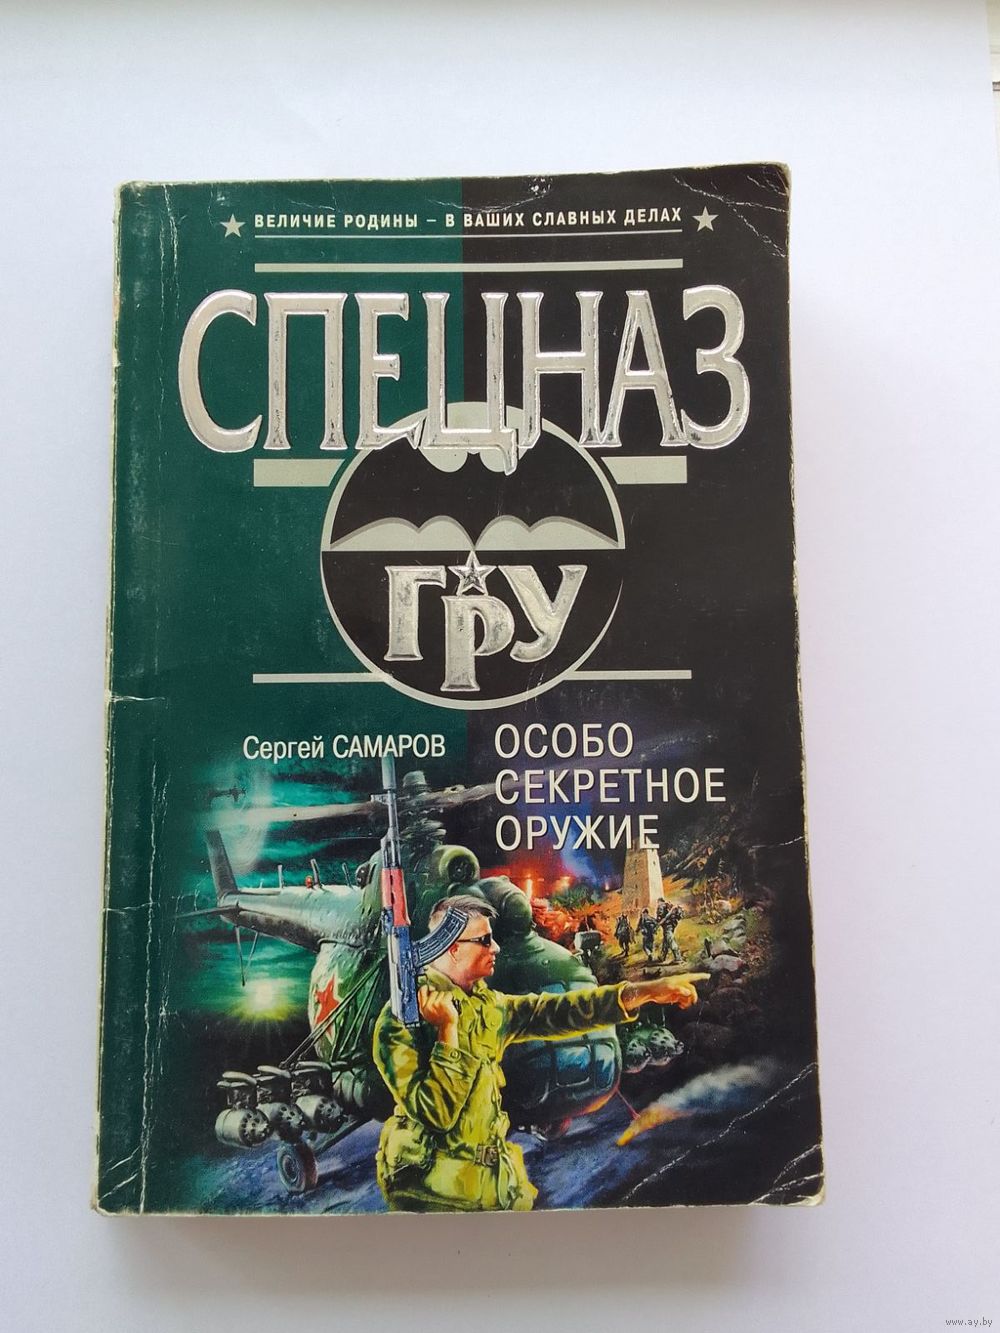 ВЕЛИЧИЕ РОДИНЫ – В ВАШИХ СЛАВНЫХ ДЕЛАХ
СПЕЦНАЗ
ГРУ
Сергей САМАРОВ
ОСОБО
СЕКРЕТНОЕ
ОРУЖИЕ
www.ay.by